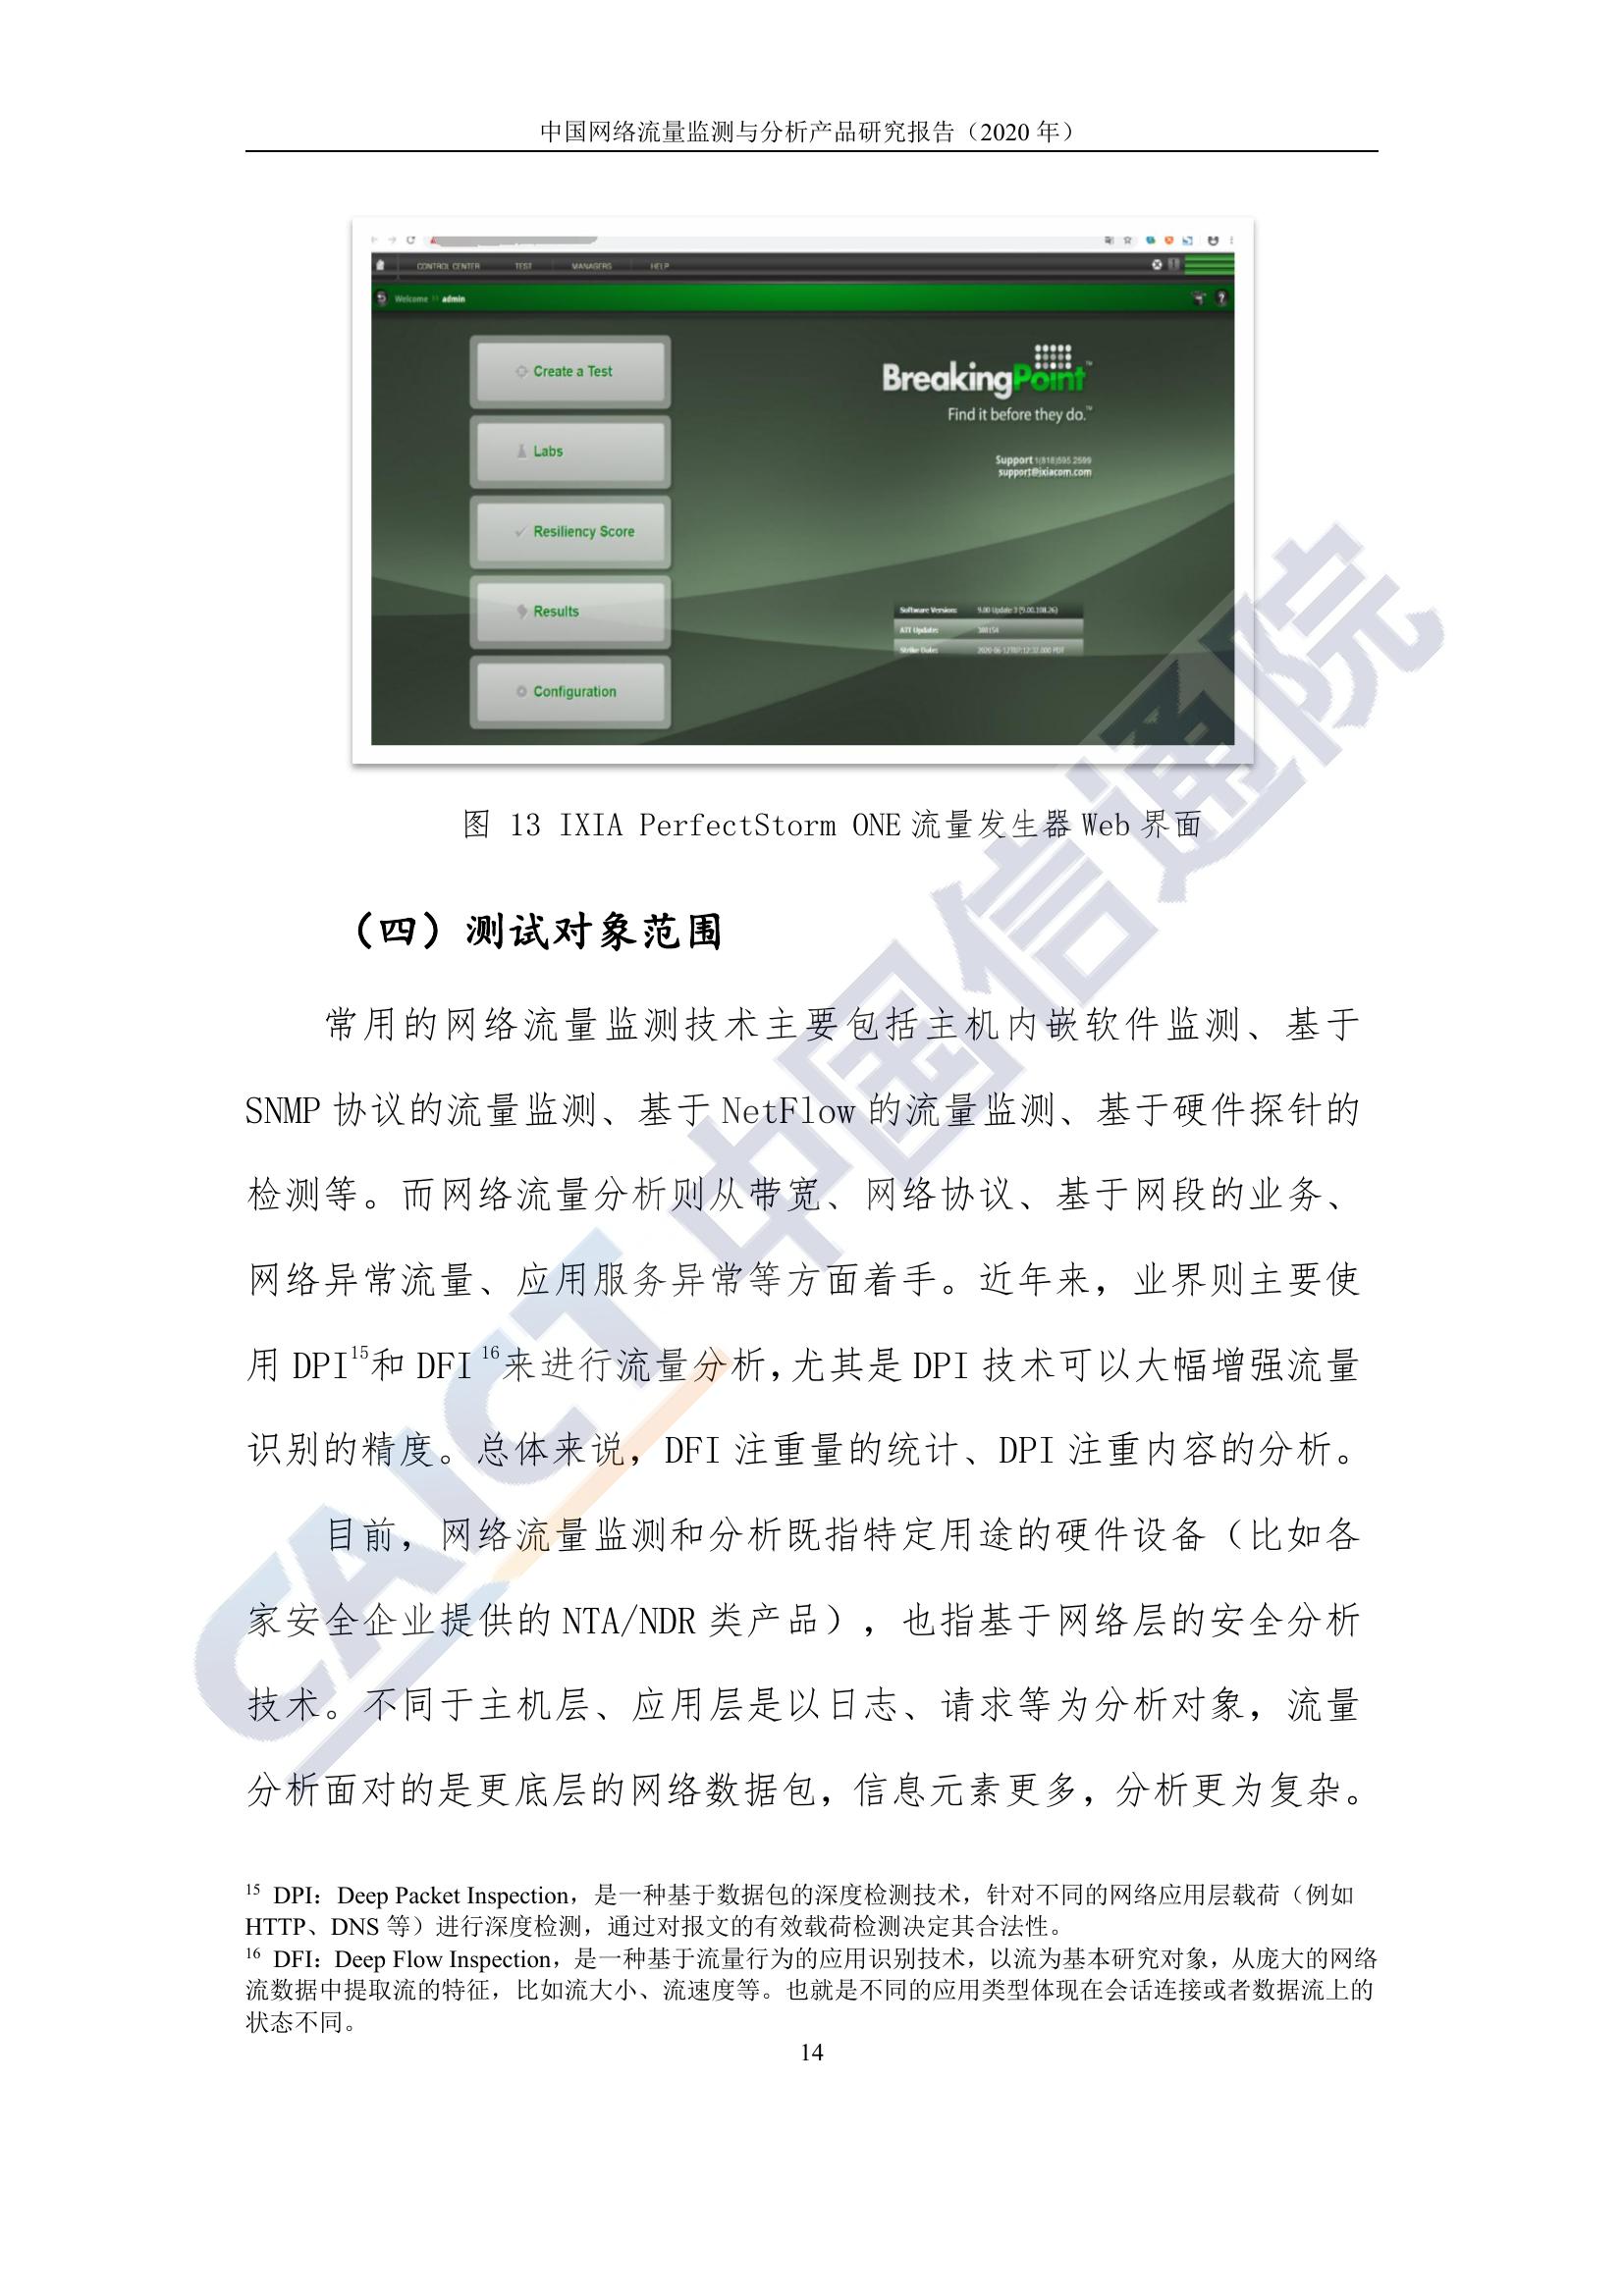 中国网络流量监测与分析产品研究报告（2020 年）
CONTROL CENTER TEST MANAGERS HELP
Welcome admin
Create a Test
Labs
Resiliency Score
Results
Configuration
BreakingPoint™
Find it before they do.™
Support 1(818)595 2599
support@ixiacom.com
Software Version: 9.00 Update 3 (9.00.108.26)
ATI Update:
Strike Date:
图 13 IXIA PerfectStorm ONE 流量发生器 Web 界面
（四）测试对象范围
常用的网络流量监测技术主要包括主机内嵌软件监测、基于
SNMP 协议的流量监测、基于 NetFlow 的流量监测、基于硬件探针的
检测等。而网络流量分析则从带宽、网络协议、基于网段的业务、
网络异常流量、应用服务异常等方面着手。近年来，业界则主要使
用 DPI15和 DFI16来进行流量分析，尤其是 DPI 技术可以大幅增强流量
识别的精度。总体来说，DFI 注重量的统计、DPI 注重内容的分析。
目前，网络流量监测和分析既指特定用途的硬件设备（比如各
家安全企业提供的 NTA/NDR 类产品），也指基于网络层的安全分析
技术。不同于主机层、应用层是以日志、请求等为分析对象，流量
分析面对的是更底层的网络数据包，信息元素更多，分析更为复杂。
15 DPI：Deep Packet Inspection，是一种基于数据包的深度检测技术，针对不同的网络应用层载荷（例如
HTTP、DNS 等）进行深度检测，通过对报文的有效载荷检测决定其合法性。
16 DFI：Deep Flow Inspection，是一种基于流量行为的应用识别技术，以流为基本研究对象，从庞大的网络
流数据中提取流的特征，比如流大小、流速度等。也就是不同的应用类型体现在会话连接或者数据流上的
状态不同。
14
CAICT 中国信通院